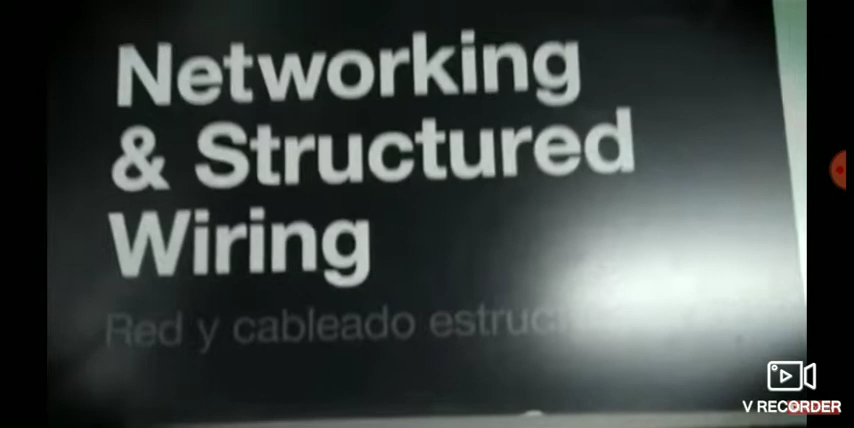 Networking
& Structured
Wiring
Red y cableado
V RECORDER